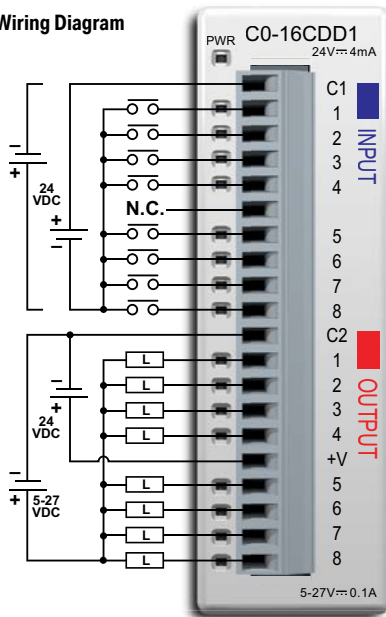 Wiring Diagram
PWR
C0-16CDD1
24V⎓4mA
C1
1
2
3
4
5
6
7
8
INPUT
24
VDC
N.C.
C2
1
2
3
4
+V
5
6
7
8
OUTPUT
L
L
L
L
L
L
L
L
24
VDC
5-27
VDC
5-27V⎓0.1A